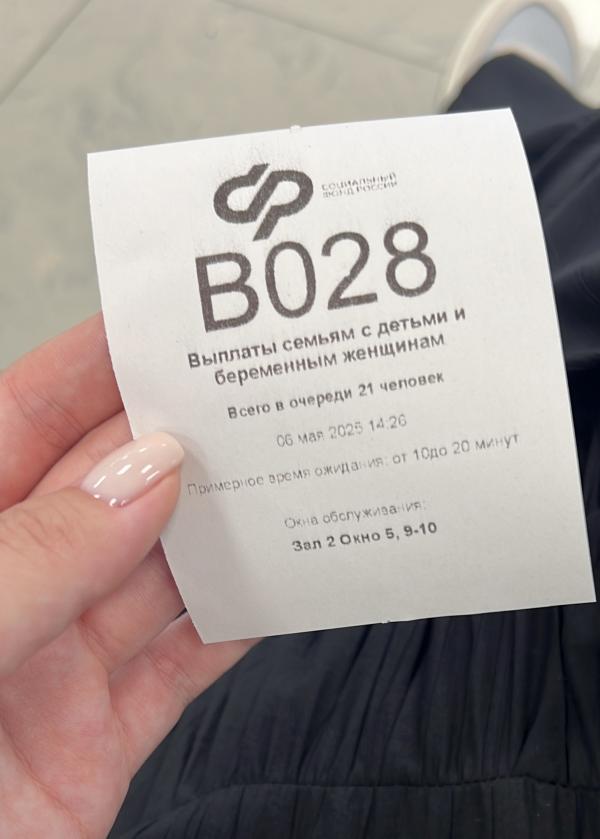 СОЦИАЛЬНЫЙ
ФОНД РОССИИ
В028
Выплаты семьям с детьми и
беременным женщинам
Всего в очереди 21 человек
06 мая 2025 14:26
Примерное время ожидания: от 10до 20 минут
Окна обслуживания:
Зал 2 Окно 5, 9-10